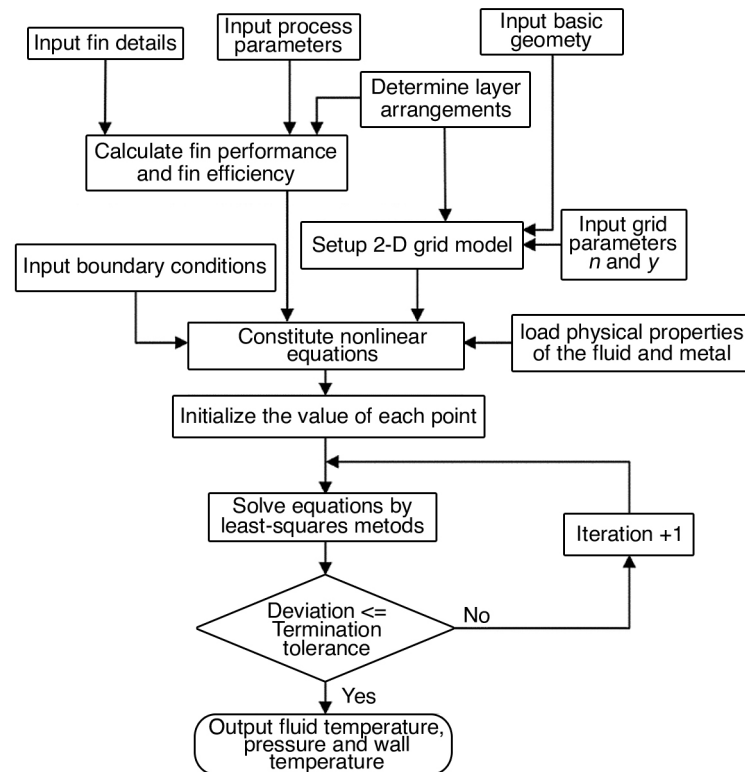 Input fin details
Input process
parameters
Input basic
geomety
Determine layer
arrangements
Calculate fin performance
and fin efficiency
Setup 2-D grid model
Input grid
parameters
n and y
Input boundary conditions
Constitute nonlinear
equations
load physical properties
of the fluid and metal
Initialize the value of each point
Solve equations by
least-squares metods
Iteration +1
Deviation <=
Termination
tolerance
No
Yes
Output fluid temperature,
pressure and wall
temperature